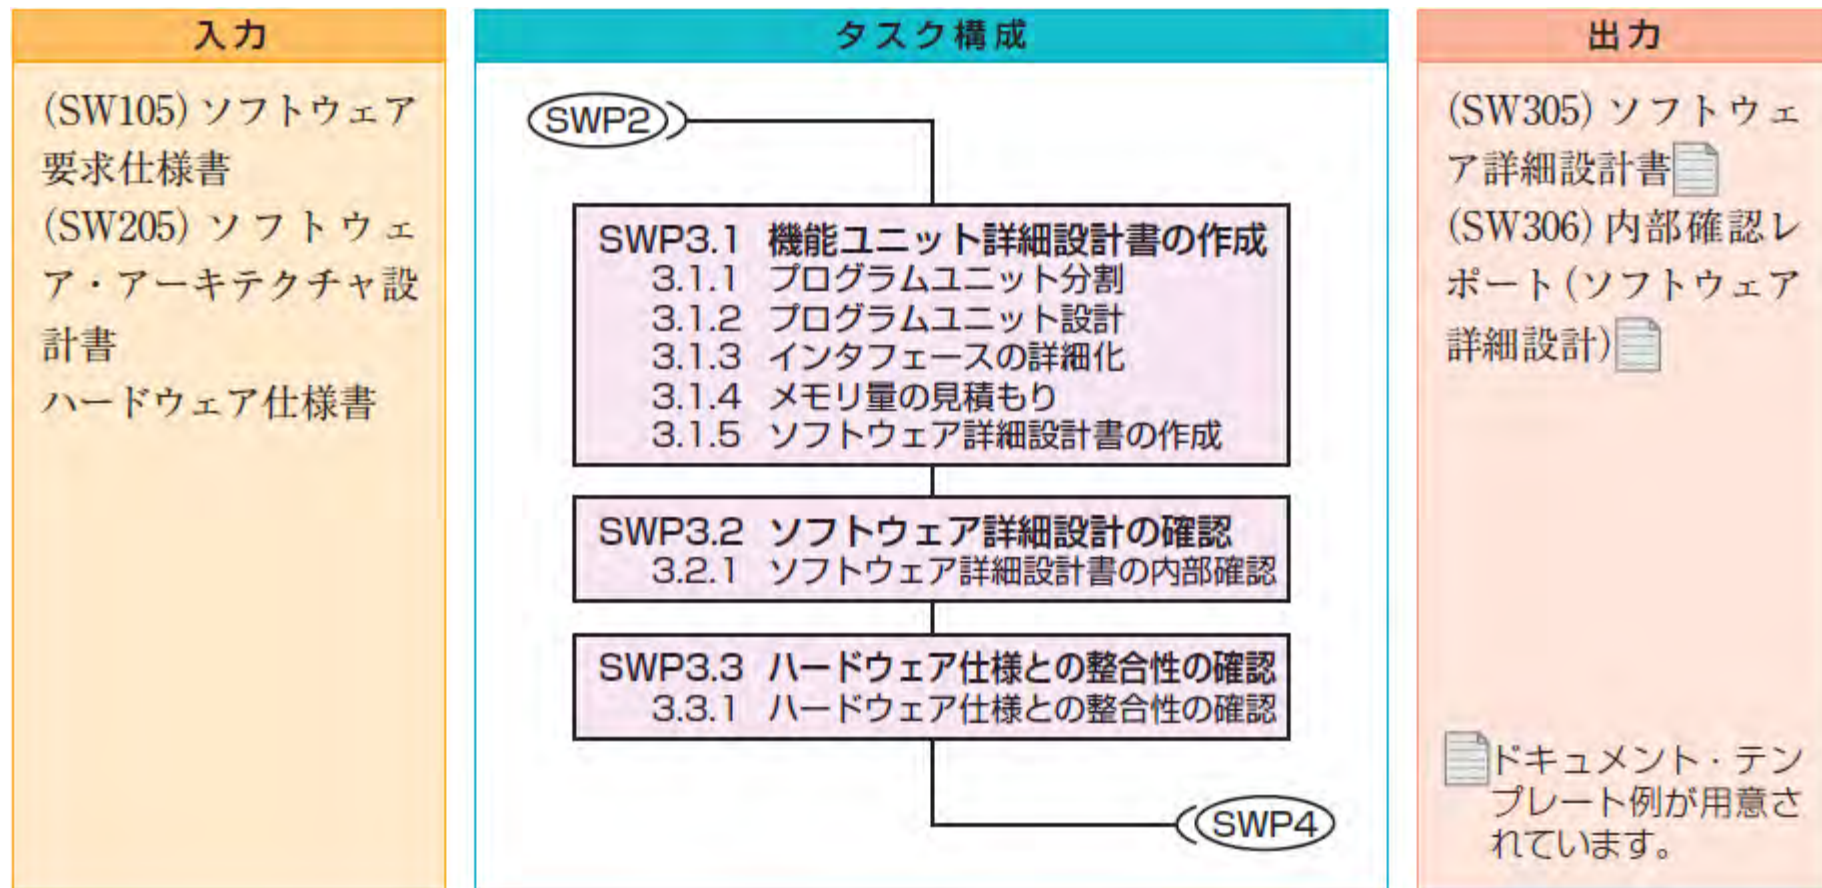 入力
(SW105) ソフトウェア
要求仕様書
(SW205) ソフトウェ
ア・アーキテクチャ設
計書
ハードウェア仕様書
タスク構成
SWP2
SWP3.1 機能ユニット詳細設計書の作成
3.1.1 プログラムユニット分割
3.1.2 プログラムユニット設計
3.1.3 インタフェースの詳細化
3.1.4 メモリ量の見積もり
3.1.5 ソフトウェア詳細設計書の作成
SWP3.2 ソフトウェア詳細設計の確認
3.2.1 ソフトウェア詳細設計書の内部確認
SWP3.3 ハードウェア仕様との整合性の確認
3.3.1 ハードウェア仕様との整合性の確認
SWP4
出力
(SW305) ソフトウェ
ア詳細設計書
(SW306) 内部確認レ
ポート(ソフトウェア
詳細設計)
ドキュメント・テン
プレート例が用意さ
れています。